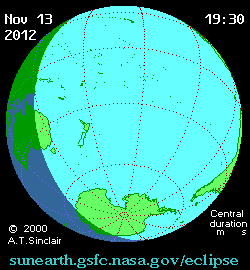 Nov 13 19:30
2012
Central
duration
m s
© 2000
A.T.Sinclair
sunearth.gsfc.nasa.gov/eclipse